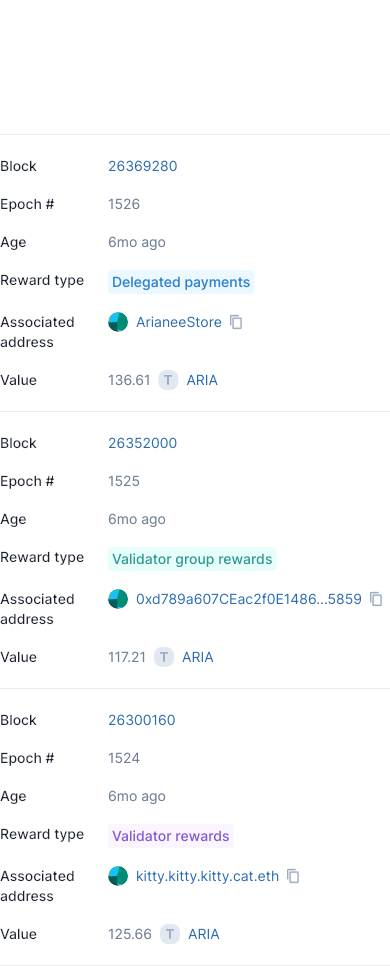 Block 26369280
Epoch # 1526
Age 6mo ago
Reward type Delegated payments
Associated address ArianeeStore
Value 136.61 T ARIA
Block 26352000
Epoch # 1525
Age 6mo ago
Reward type Validator group rewards
Associated address 0xd789a607CEac2f0E1486...5859
Value 117.21 T ARIA
Block 26300160
Epoch # 1524
Age 6mo ago
Reward type Validator rewards
Associated address kitty.kitty.kitty.cat.eth
Value 125.66 T ARIA